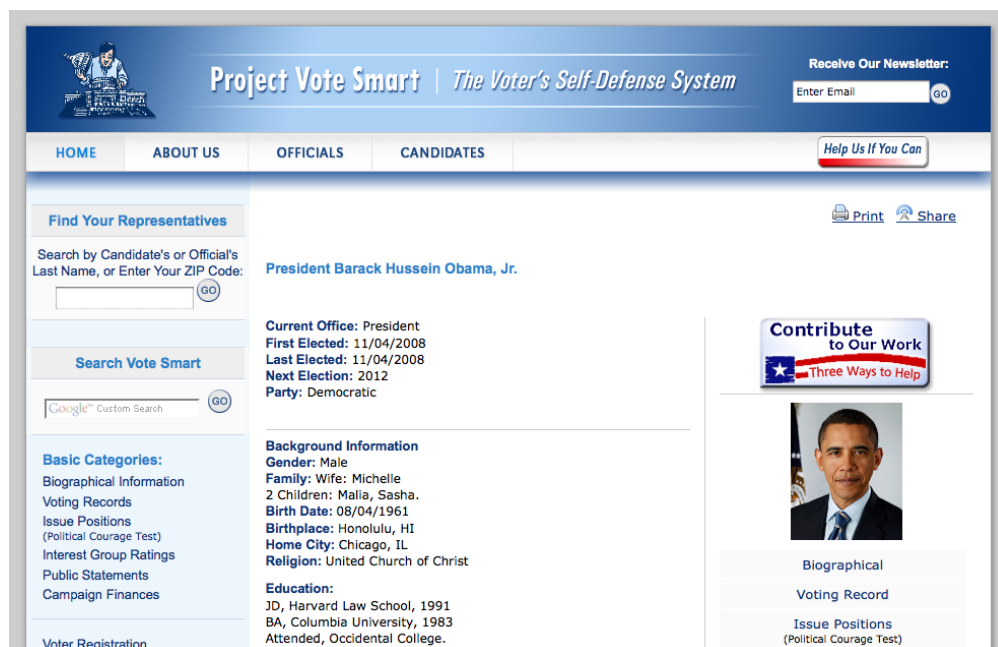 Project Vote Smart | The Voter's Self-Defense System
Receive Our Newsletter:
Enter Email
GO
HOME
ABOUT US
OFFICIALS
CANDIDATES
Help Us If You Can
Print
Share
Find Your Representatives
Search by Candidate's or Official's
Last Name, or Enter Your ZIP Code:
GO
Search Vote Smart
Google™ Custom Search
GO
Basic Categories:
Biographical Information
Voting Records
Issue Positions
(Political Courage Test)
Interest Group Ratings
Public Statements
Campaign Finances
Voter Registration
President Barack Hussein Obama, Jr.
Current Office: President
First Elected: 11/04/2008
Last Elected: 11/04/2008
Next Election: 2012
Party: Democratic
Background Information
Gender: Male
Family: Wife: Michelle
2 Children: Malia, Sasha.
Birth Date: 08/04/1961
Birthplace: Honolulu, HI
Home City: Chicago, IL
Religion: United Church of Christ
Education:
JD, Harvard Law School, 1991
BA, Columbia University, 1983
Attended, Occidental College.
Contribute
to Our Work
Three Ways to Help
Biographical
Voting Record
Issue Positions
(Political Courage Test)